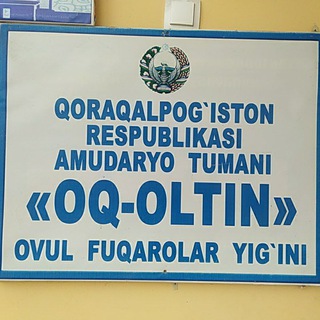 QORAQALPOG`ISTON
RESPUBLIKASI
AMUDARYO TUMANI
«OQ-OLTIN»
OVUL FUQAROLAR YIG`INI